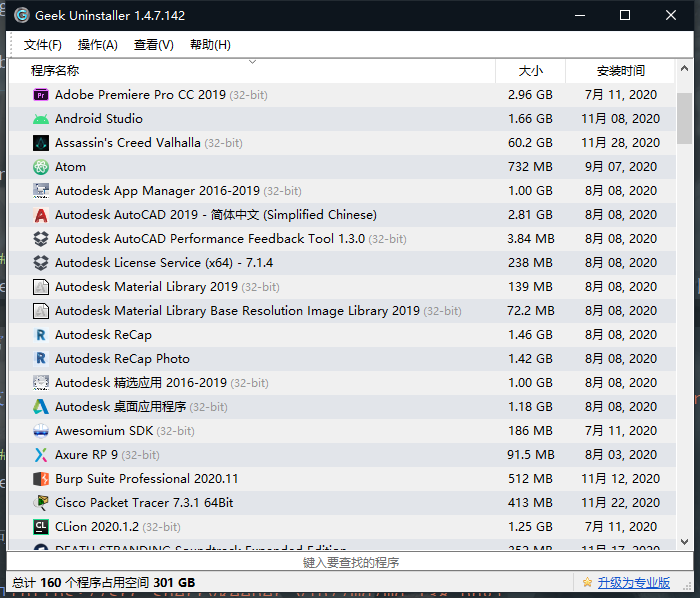 Geek Uninstaller 1.4.7.142
文件(F) 操作(A) 查看(V) 帮助(H)
程序名称 大小 安装时间
Adobe Premiere Pro CC 2019 (32-bit) 2.96 GB 7月 11, 2020
Android Studio 1.66 GB 11月 08, 2020
Assassin's Creed Valhalla (32-bit) 60.2 GB 11月 28, 2020
Atom 732 MB 9月 07, 2020
Autodesk App Manager 2016-2019 (32-bit) 1.00 GB 8月 08, 2020
Autodesk AutoCAD 2019 - 简体中文 (Simplified Chinese) 2.81 GB 8月 08, 2020
Autodesk AutoCAD Performance Feedback Tool 1.3.0 (32-bit) 3.84 MB 8月 08, 2020
Autodesk License Service (x64) - 7.1.4 238 MB 8月 08, 2020
Autodesk Material Library 2019 (32-bit) 139 MB 8月 08, 2020
Autodesk Material Library Base Resolution Image Library 2019 (32-bit) 72.2 MB 8月 08, 2020
Autodesk ReCap 1.46 GB 8月 08, 2020
Autodesk ReCap Photo 1.42 GB 8月 08, 2020
Autodesk 精选应用 2016-2019 (32-bit) 1.00 GB 8月 08, 2020
Autodesk 桌面应用程序 (32-bit) 1.18 GB 8月 08, 2020
Awesomium SDK (32-bit) 186 MB 7月 11, 2020
Axure RP 9 (32-bit) 91.5 MB 8月 03, 2020
Burp Suite Professional 2020.11 512 MB 11月 12, 2020
Cisco Packet Tracer 7.3.1 64Bit 413 MB 11月 22, 2020
CLion 2020.1.2 (32-bit) 1.25 GB 7月 11, 2020
DEATH STRANDING Soundtrack Expanded Edition 352 MB 11月 17, 2020
键入要查找的程序
总计 160 个程序占用空间 301 GB 升级为专业版